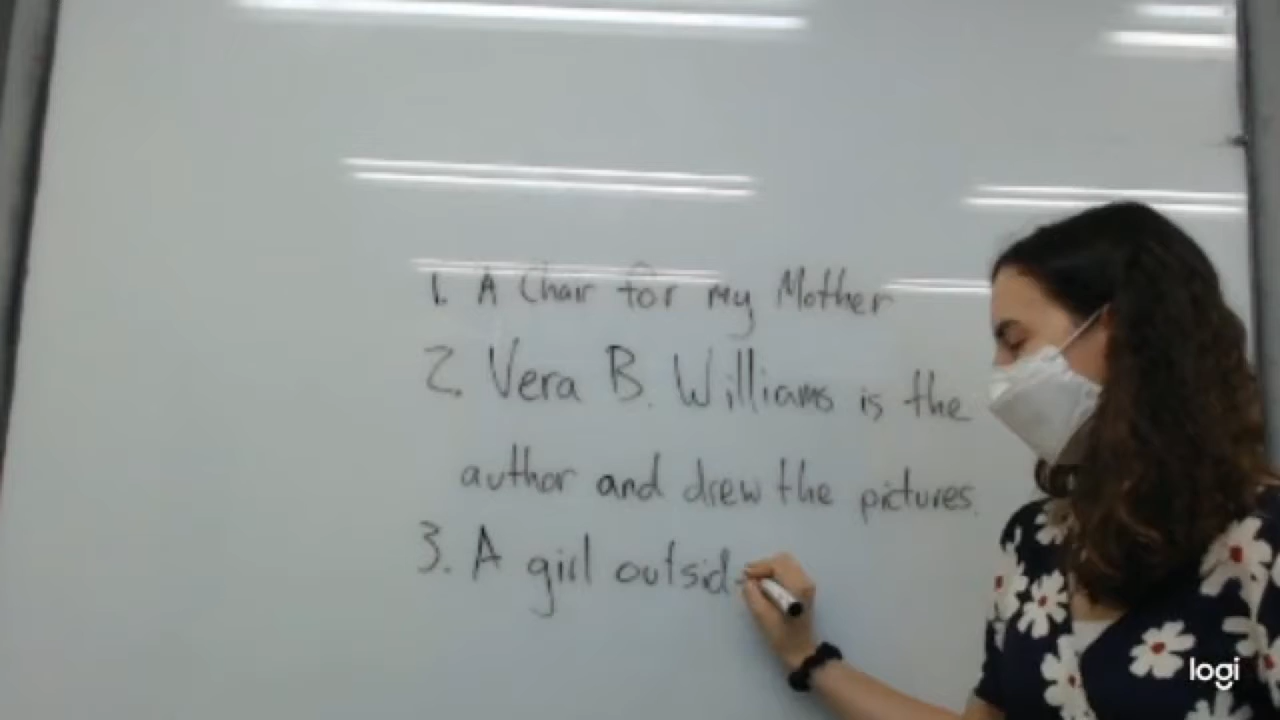 1. A Chair for my Mother
2. Vera B. Williams is the
author and drew the pictures.
3. A girl outsid
logi